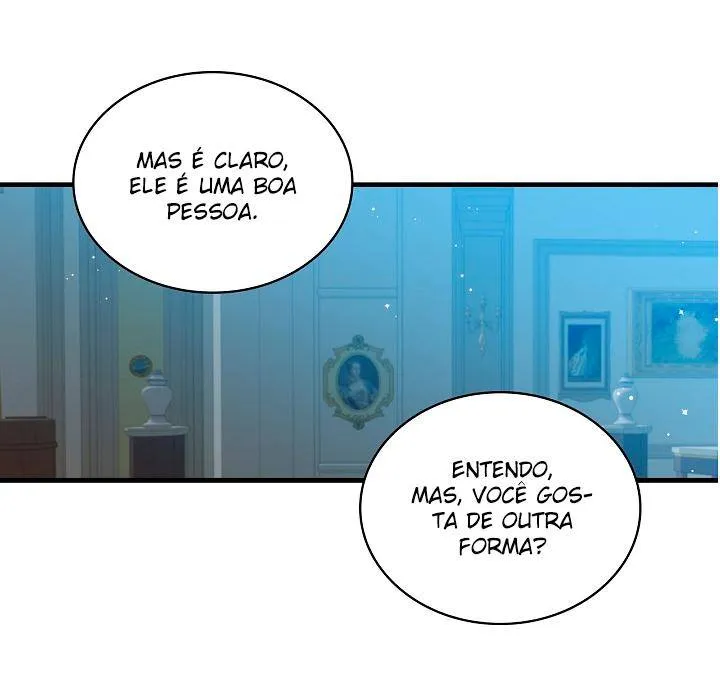 MAS É CLARO,
ELE É UMA BOA
PESSOA.
ENTENDO,
MAS, VOCÊ GOS-
TA DE OUTRA
FORMA?